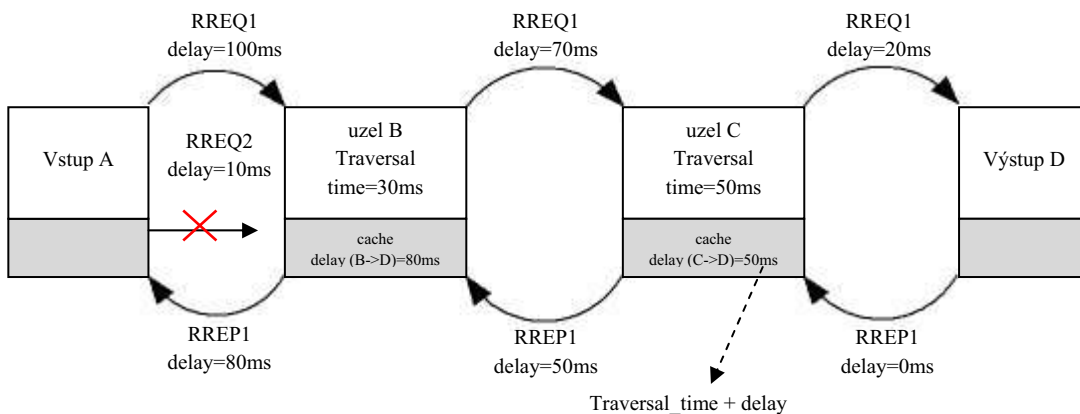 RREQ1
delay=100ms
RREQ1
delay=70ms
RREQ1
delay=20ms
Vstup A
RREQ2
delay=10ms
uzel B
Traversal
time=30ms
uzel C
Traversal
time=50ms
Výstup D
cache
delay (B->D)=80ms
cache
delay (C->D)=50ms
RREP1
delay=80ms
RREP1
delay=50ms
RREP1
delay=0ms
Traversal_time + delay